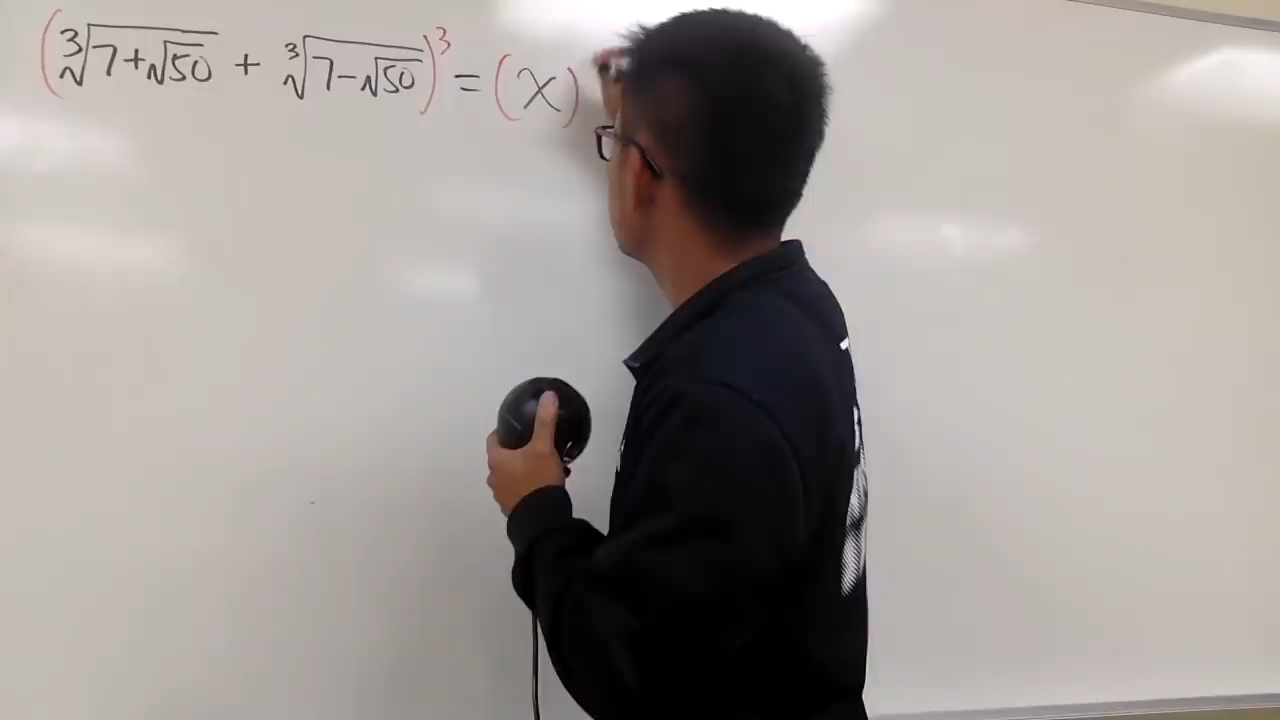 (∛(7+√50) + ∛(7-√50))³ = (x)